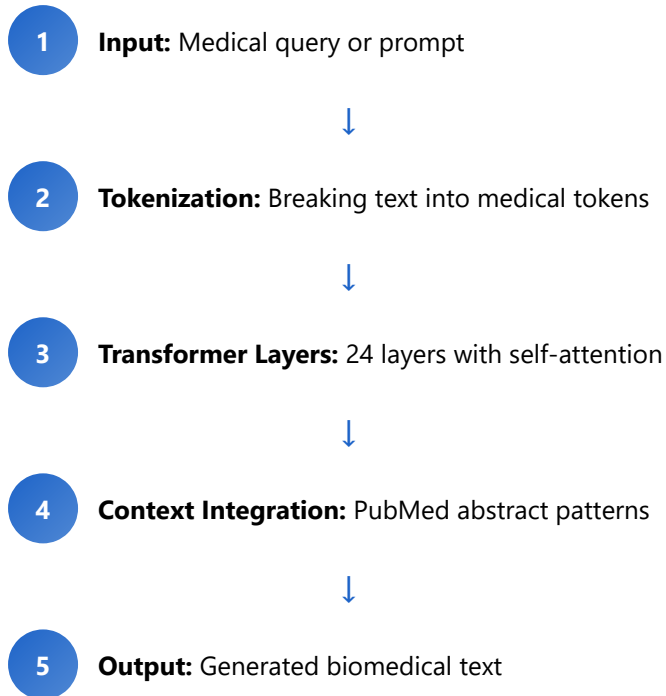 1 Input: Medical query or prompt
↓
2 Tokenization: Breaking text into medical tokens
↓
3 Transformer Layers: 24 layers with self-attention
↓
4 Context Integration: PubMed abstract patterns
↓
5 Output: Generated biomedical text